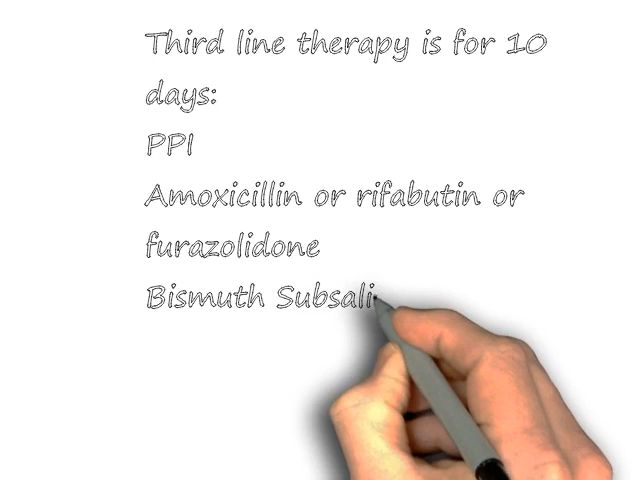 Third line therapy is for 10
days:
PPI
Amoxicillin or rifabutin or
furazolidone
Bismuth Subsali